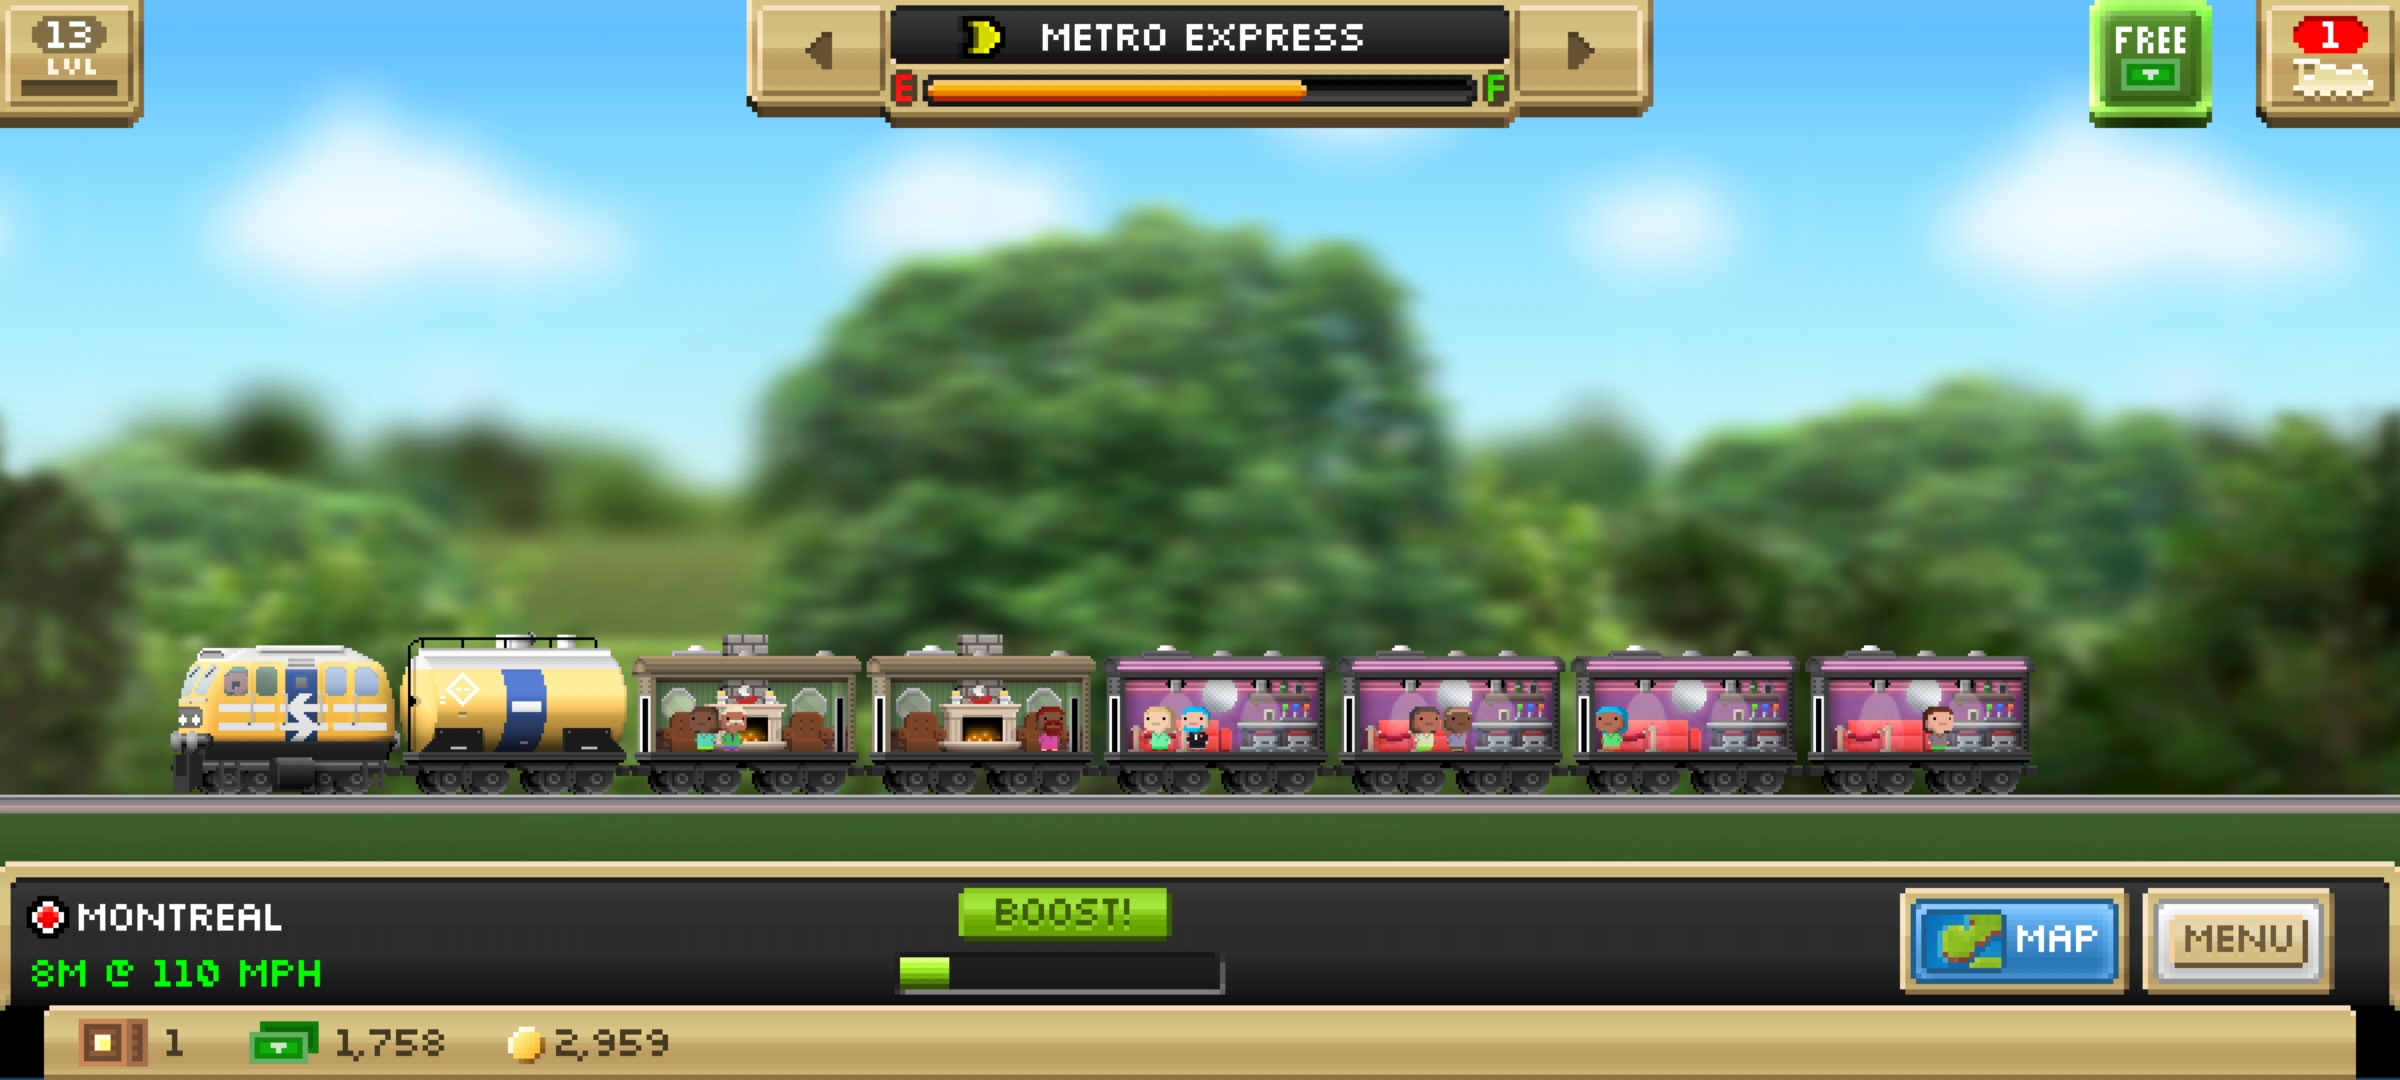 13
LVL
METRO EXPRESS
E F
FREE
1
MONTREAL
8M @ 110 MPH
BOOST!
MAP
MENU
1 1,758 2,959